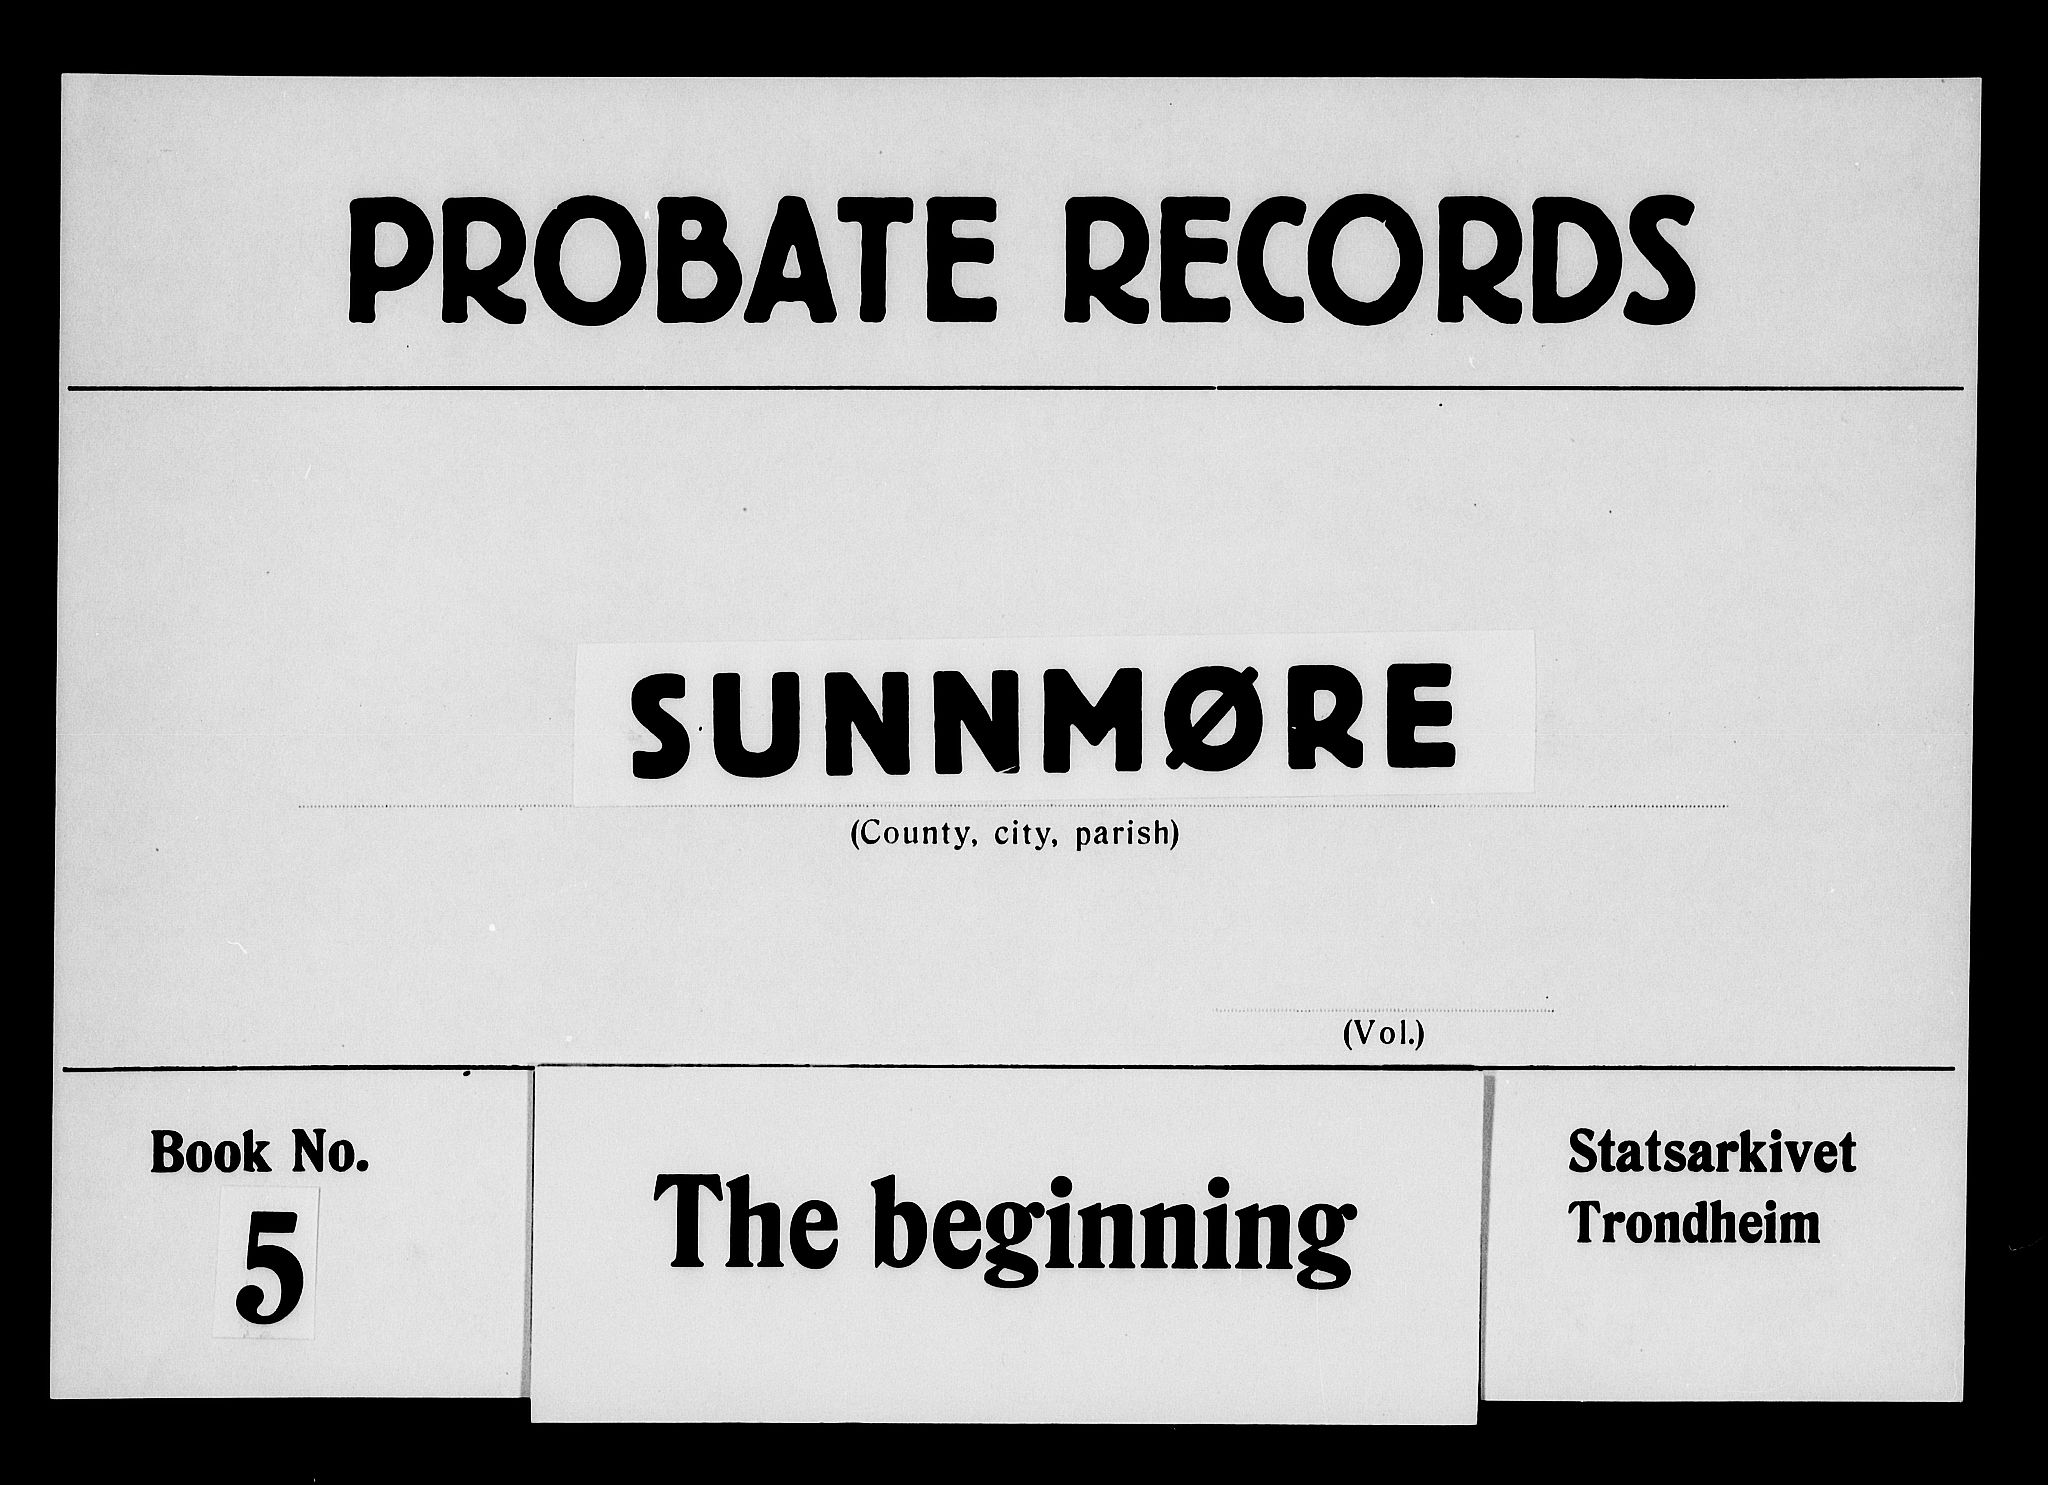 PROBATE RECORDS
SUNNMØRE
(County, city, parish)
(Vol.)
Book No.
5
The beginning
Statsarkivet
Trondheim